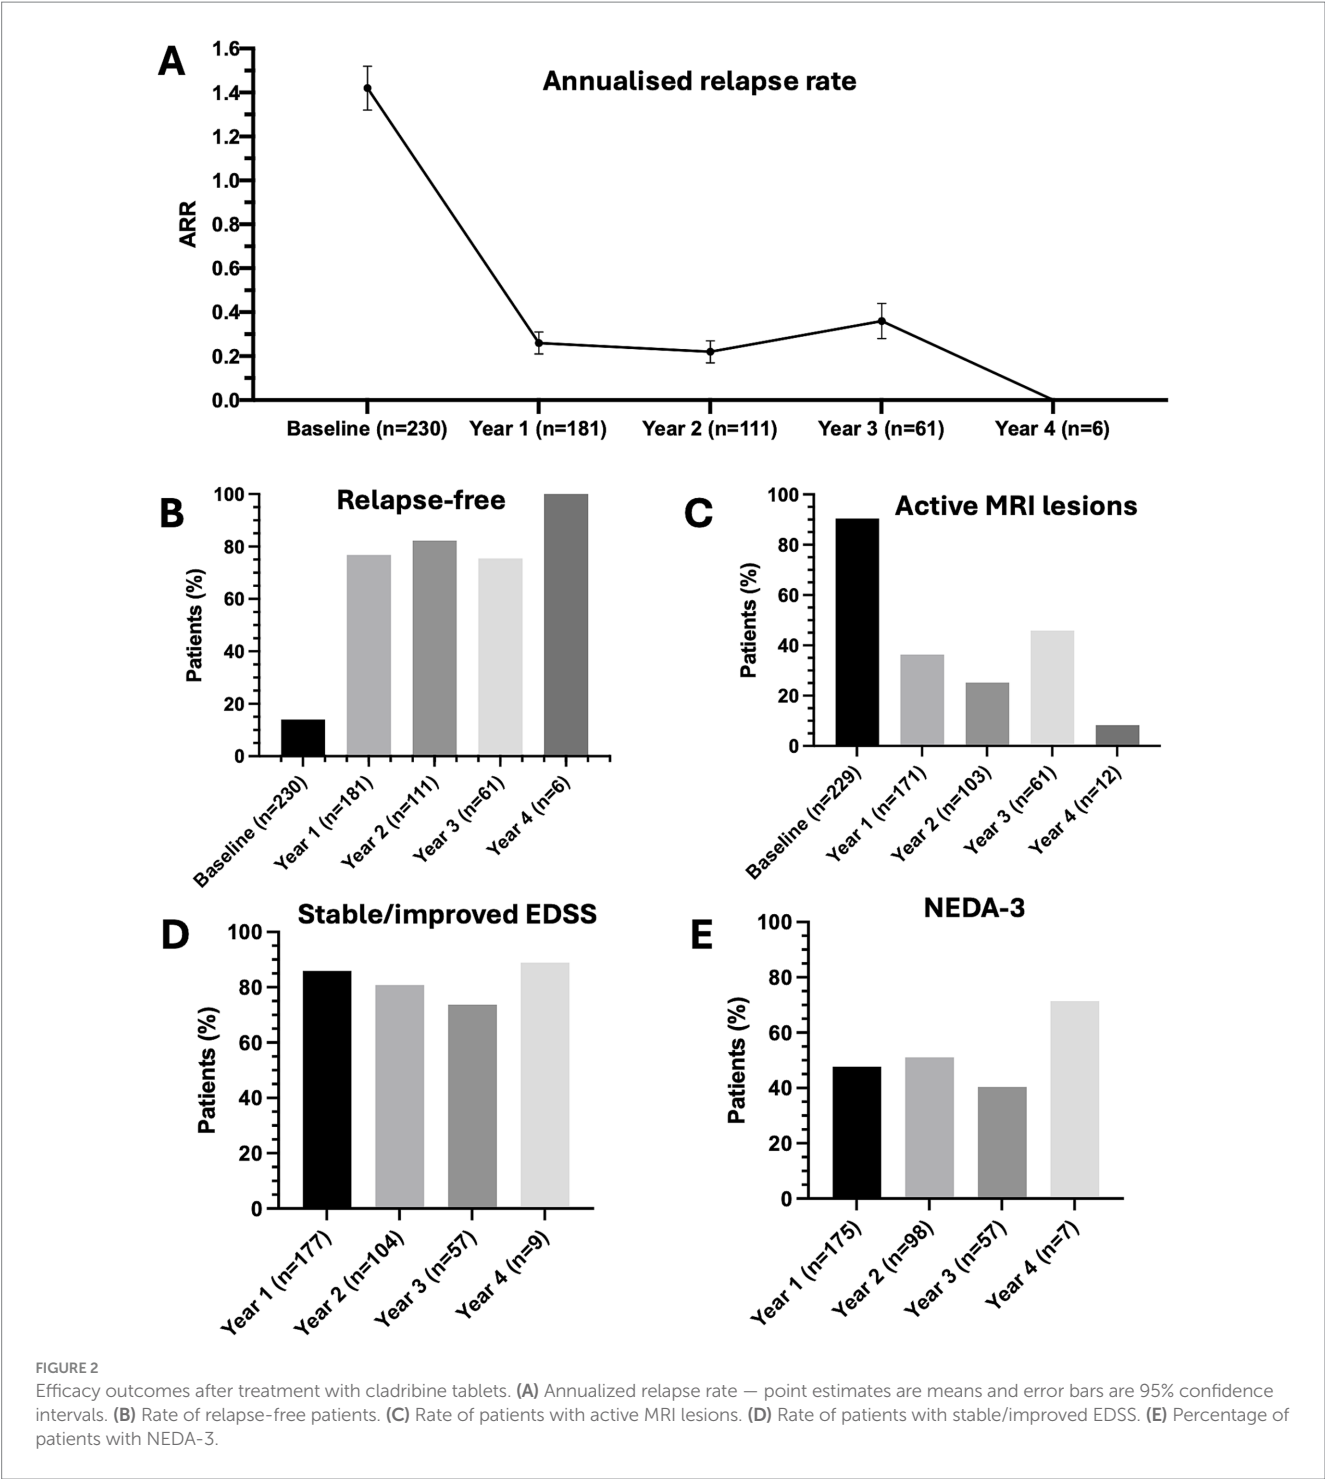 A
Annualised relapse rate
1.6
1.4
1.2
1.0
0.8
0.6
0.4
0.2
0.0
ARR
Baseline (n=230) Year 1 (n=181) Year 2 (n=111) Year 3 (n=61) Year 4 (n=6)
B
Relapse-free
100
80
60
40
20
0
Patients (%)
Baseline (n=230)
Year 1 (n=181)
Year 2 (n=111)
Year 3 (n=61)
Year 4 (n=6)
C
Active MRI lesions
100
80
60
40
20
0
Patients (%)
Baseline (n=229)
Year 1 (n=171)
Year 2 (n=103)
Year 3 (n=61)
Year 4 (n=12)
D
Stable/improved EDSS
100
80
60
40
20
0
Patients (%)
Year 1 (n=177)
Year 2 (n=104)
Year 3 (n=57)
Year 4 (n=9)
E
NEDA-3
100
80
60
40
20
0
Patients (%)
Year 1 (n=175)
Year 2 (n=98)
Year 3 (n=57)
Year 4 (n=7)
FIGURE 2
Efficacy outcomes after treatment with cladribine tablets. (A) Annualized relapse rate — point estimates are means and error bars are 95% confidence
intervals. (B) Rate of relapse-free patients. (C) Rate of patients with active MRI lesions. (D) Rate of patients with stable/improved EDSS. (E) Percentage of
patients with NEDA-3.